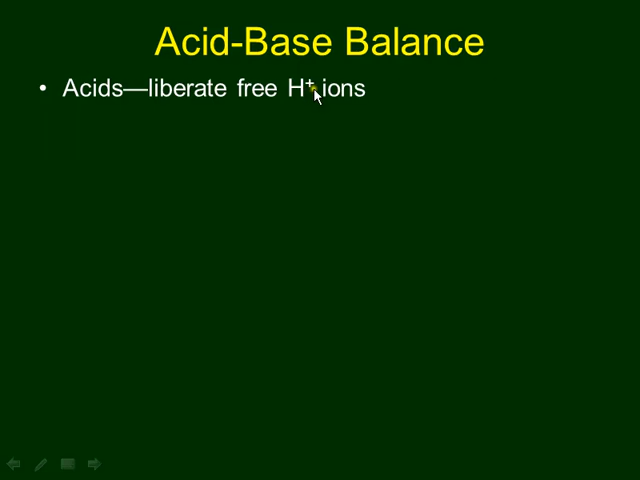 Acid-Base Balance
• Acids—liberate free H⁺ ions